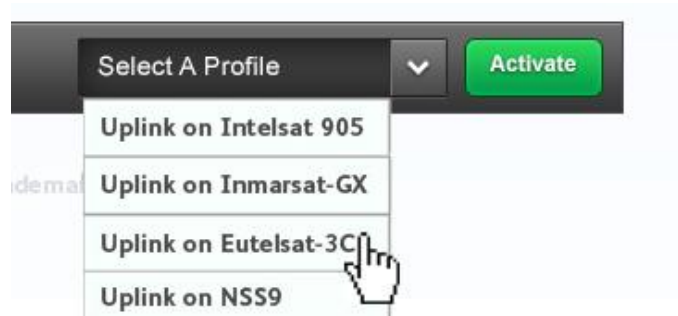 Select A Profile
Activate
Uplink on Intelsat 905
Uplink on Inmarsat-GX
Uplink on Eutelsat-3C
Uplink on NSS9